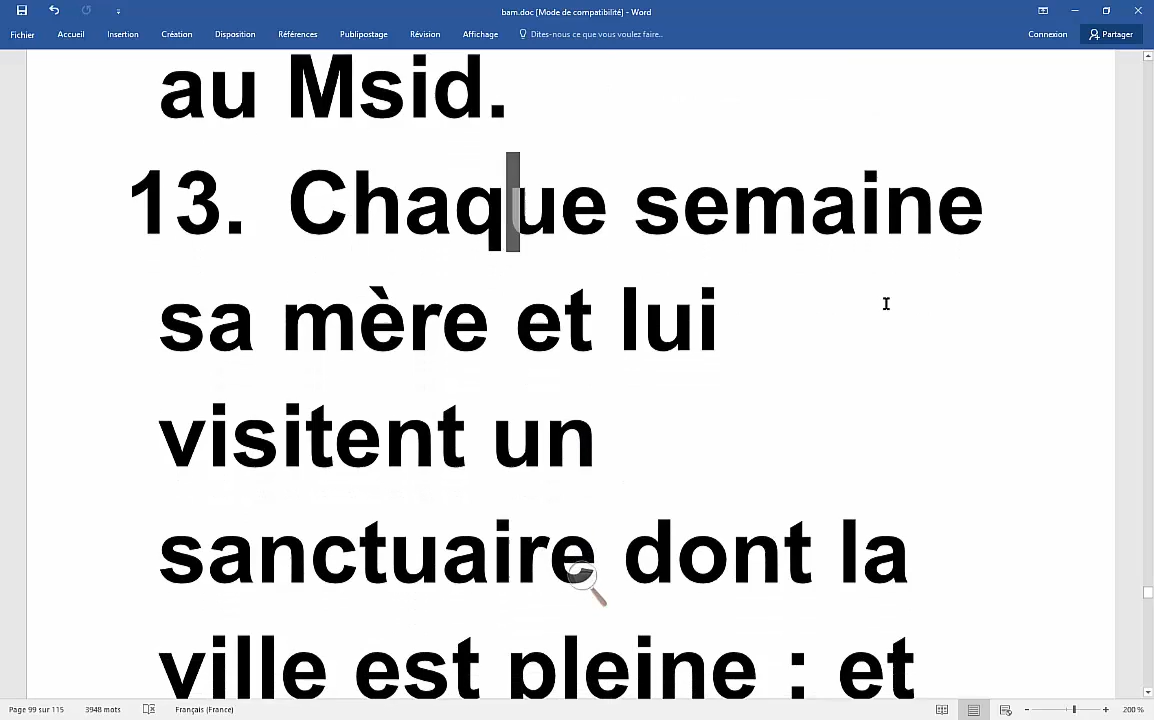 bam.doc [Mode de compatibilité] - Word
Fichier Accueil Insertion Création Disposition Références Publipostage Révision Affichage Dites-nous ce que vous voulez faire.. Connexion Partager
au Msid.
13. Chaque semaine
sa mère et lui
visitent un
sanctuaire dont la
ville est pleine : et
Page 99 sur 115 3948 mots Français (France) 200 %